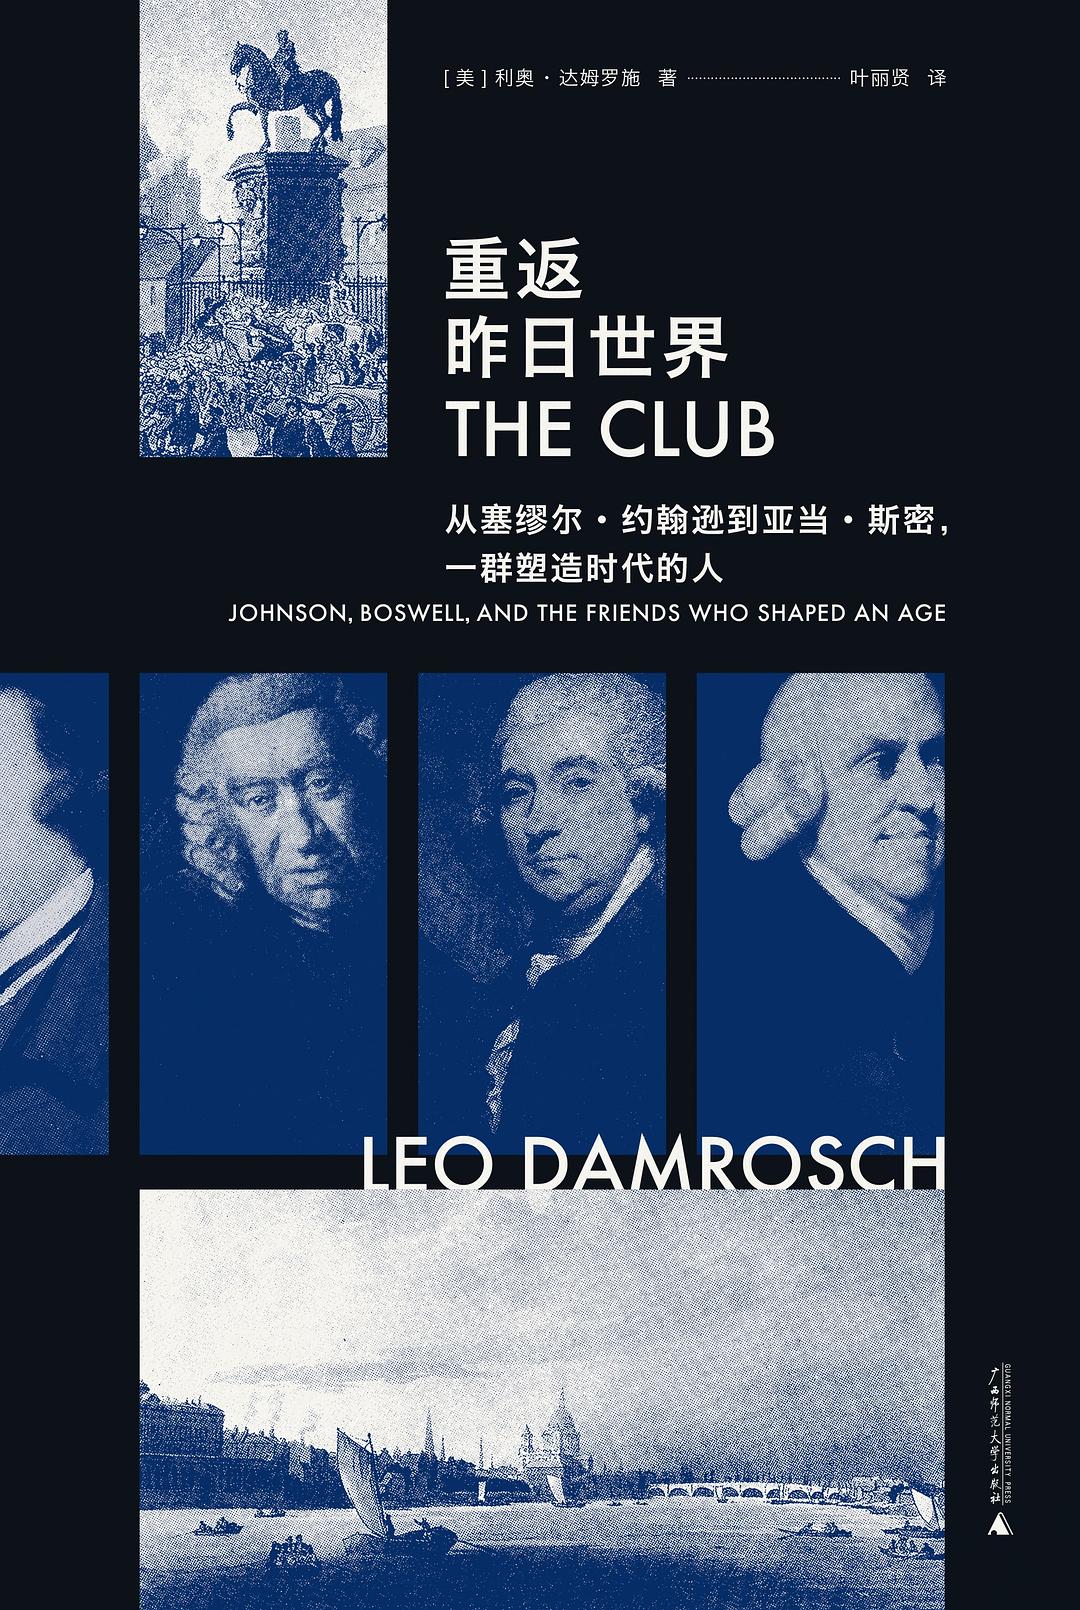 [美]利奥·达姆罗施 著 叶丽贤 译
重返
昨日世界
THE CLUB
从塞缪尔·约翰逊到亚当·斯密，
一群塑造时代的人
JOHNSON, BOSWELL, AND THE FRIENDS WHO SHAPED AN AGE
LEO DAMROSCH
广西师范大学出版社
GUANGXI NORMAL UNIVERSITY PRESS